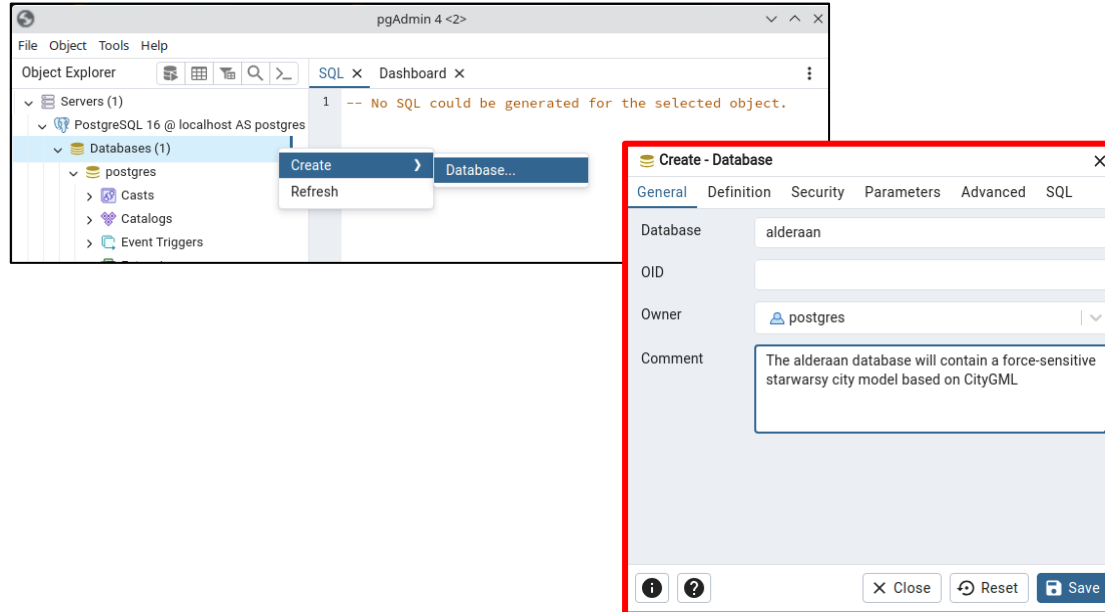 pgAdmin 4 <2>
File Object Tools Help
Object Explorer
SQL Dashboard
Servers (1)
1 -- No SQL could be generated for the selected object.
PostgreSQL 16 @ localhost AS postgres
Databases (1)
Create
Database...
postgres
Refresh
Casts
Catalogs
Event Triggers
Create - Database
General Definition Security Parameters Advanced SQL
Database alderaan
OID
Owner postgres
Comment The alderaan database will contain a force-sensitive
starwarsy city model based on CityGML
Close Reset Save